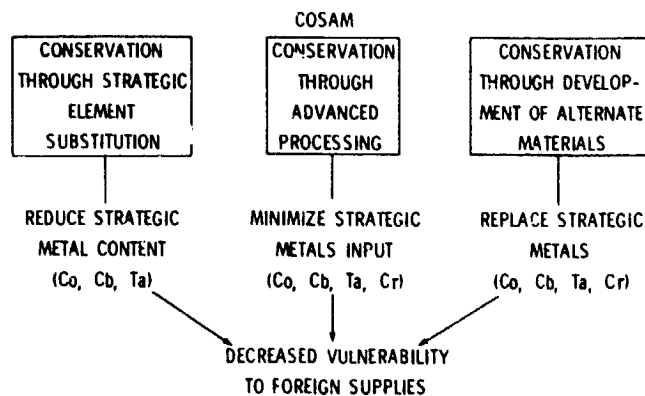 COSAM
CONSERVATION
THROUGH STRATEGIC
ELEMENT
SUBSTITUTION
CONSERVATION
THROUGH
ADVANCED
PROCESSING
CONSERVATION
THROUGH DEVELOP-
MENT OF ALTERNATE
MATERIALS
REDUCE STRATEGIC
METAL CONTENT
(Co, Cb, Ta)
MINIMIZE STRATEGIC
METALS INPUT
(Co, Cb, Ta, Cr)
REPLACE STRATEGIC
METALS
(Co, Cb, Ta, Cr)
DECREASED VULNERABILITY
TO FOREIGN SUPPLIES